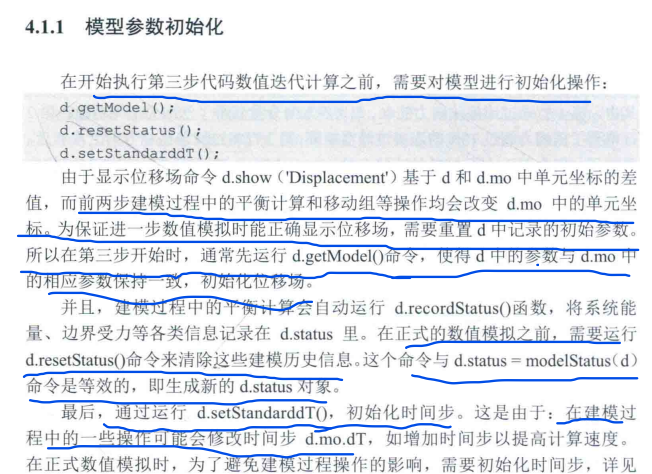 4.1.1 模型参数初始化
在开始执行第三步代码数值迭代计算之前，需要对模型进行初始化操作：
d.getModel();
d.resetStatus();
d.setStandarddT();
由于显示位移场命令 d.show（'Displacement'）基于 d 和 d.mo 中单元坐标的差
值，而前两步建模过程中的平衡计算和移动组等操作均会改变 d.mo 中的单元坐
标。为保证进一步数值模拟时能正确显示位移场，需要重置 d 中记录的初始参数。
所以在第三步开始时，通常先运行 d.getModel()命令，使得 d 中的参数与 d.mo 中
的相应参数保持一致，初始化位移场。
并且，建模过程中的平衡计算会自动运行 d.recordStatus()函数，将系统能
量、边界受力等各类信息记录在 d.status 里。在正式的数值模拟之前，需要运行
d.resetStatus()命令来清除这些建模历史信息。这个命令与 d.status = modelStatus(d)
命令是等效的，即生成新的 d.status 对象。
最后，通过运行 d.setStandarddT()，初始化时间步。这是由于：在建模过
程中的一些操作可能会修改时间步 d.mo.dT，如增加时间步以提高计算速度。
在正式数值模拟时，为了避免建模过程操作的影响，需要初始化时间步，详见